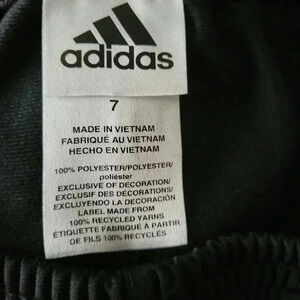 adidas
7
MADE IN VIETNAM
FABRIQUÉ AU VIETNAM
HECHO EN VIETNAM
100% POLYESTER/POLYESTER/
poliéster
EXCLUSIVE OF DECORATION/
EXCLUSIF DES DÉCORATIONS/
EXCLUYENDO LA DECORACIÓN
LABEL MADE FROM
100% RECYCLED YARNS
ÉTIQUETTE FABRIQUÉ A PARTIR
DE FILS 100% RECYCLÉS